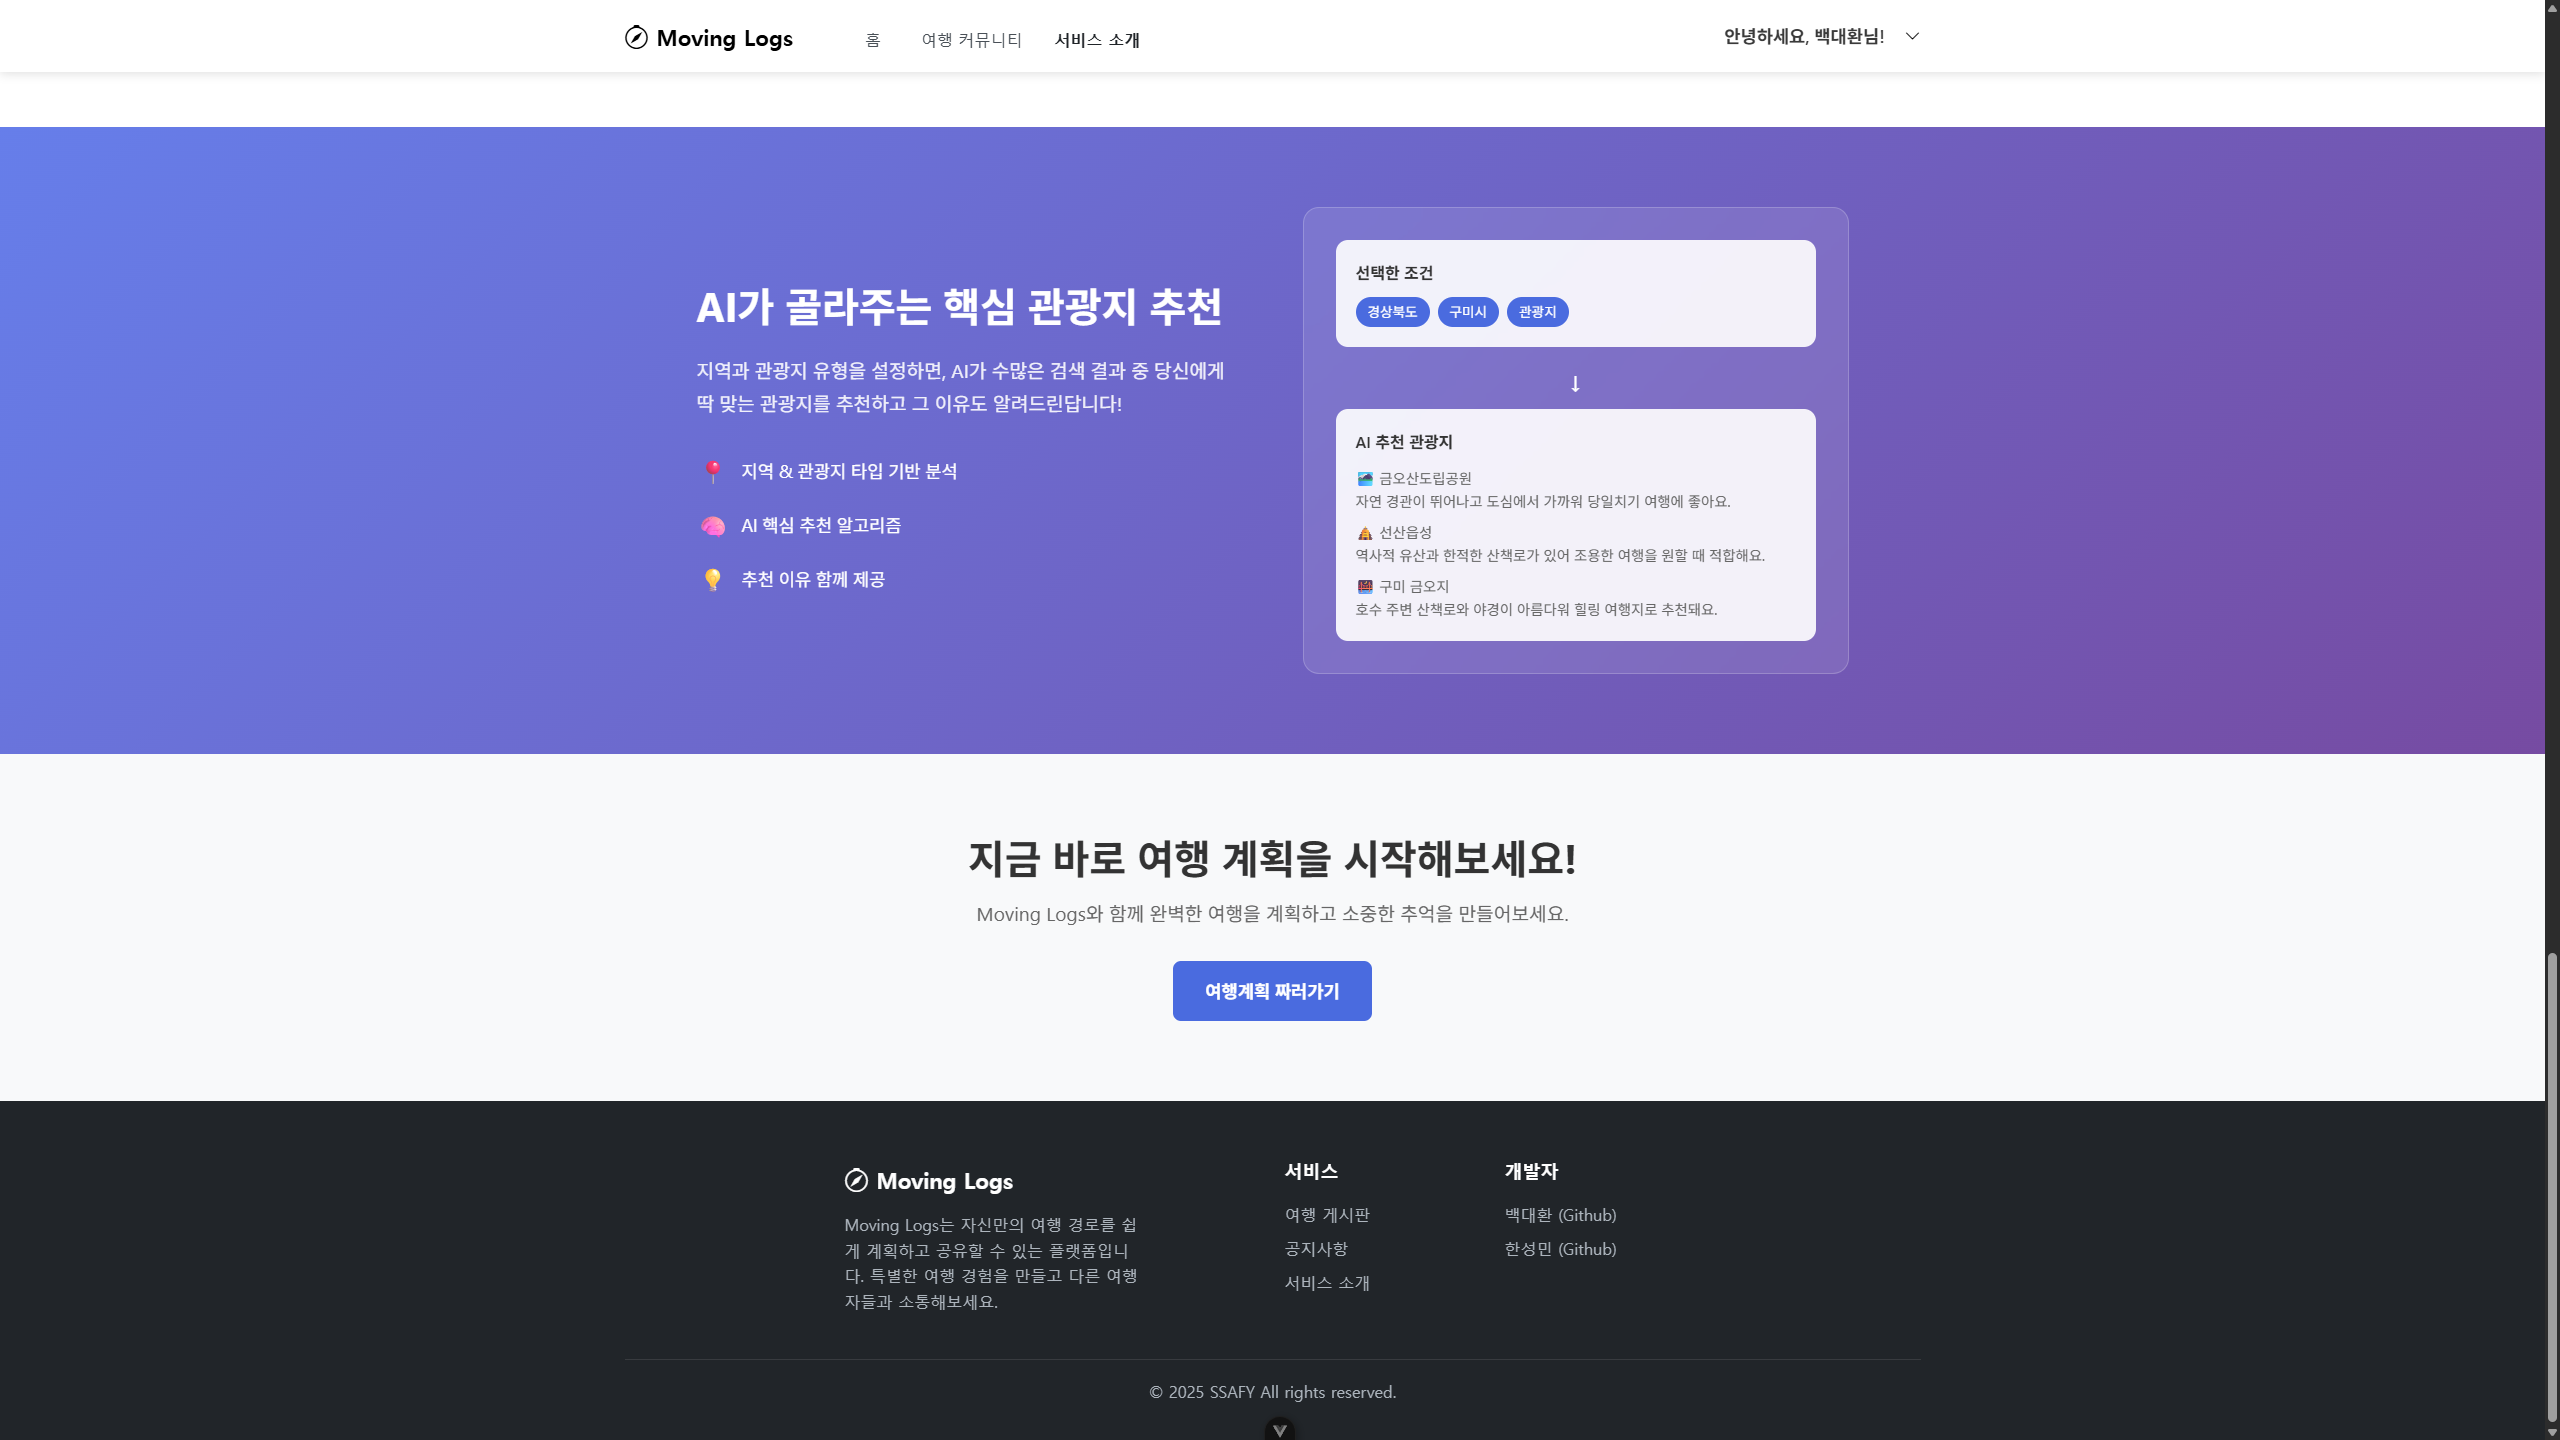 Moving Logs
홈
여행 커뮤니티
서비스 소개
안녕하세요, 백대환님!
AI가 골라주는 핵심 관광지 추천
지역과 관광지 유형을 설정하면, AI가 수많은 검색 결과 중 당신에게
딱 맞는 관광지를 추천하고 그 이유도 알려드린답니다!
지역 & 관광지 타입 기반 분석
AI 핵심 추천 알고리즘
추천 이유 함께 제공
선택한 조건
경상북도
구미시
관광지
AI 추천 관광지
금오산도립공원
자연 경관이 뛰어나고 도심에서 가까워 당일치기 여행에 좋아요.
선산읍성
역사적 유산과 한적한 산책로가 있어 조용한 여행을 원할 때 적합해요.
구미 금오지
호수 주변 산책로와 야경이 아름다워 힐링 여행지로 추천돼요.
지금 바로 여행 계획을 시작해보세요!
Moving Logs와 함께 완벽한 여행을 계획하고 소중한 추억을 만들어보세요.
여행계획 짜러가기
Moving Logs
Moving Logs는 자신만의 여행 경로를 쉽
게 계획하고 공유할 수 있는 플랫폼입니
다. 특별한 여행 경험을 만들고 다른 여행
자들과 소통해보세요.
서비스
여행 게시판
공지사항
서비스 소개
개발자
백대환 (Github)
한성민 (Github)
© 2025 SSAFY All rights reserved.